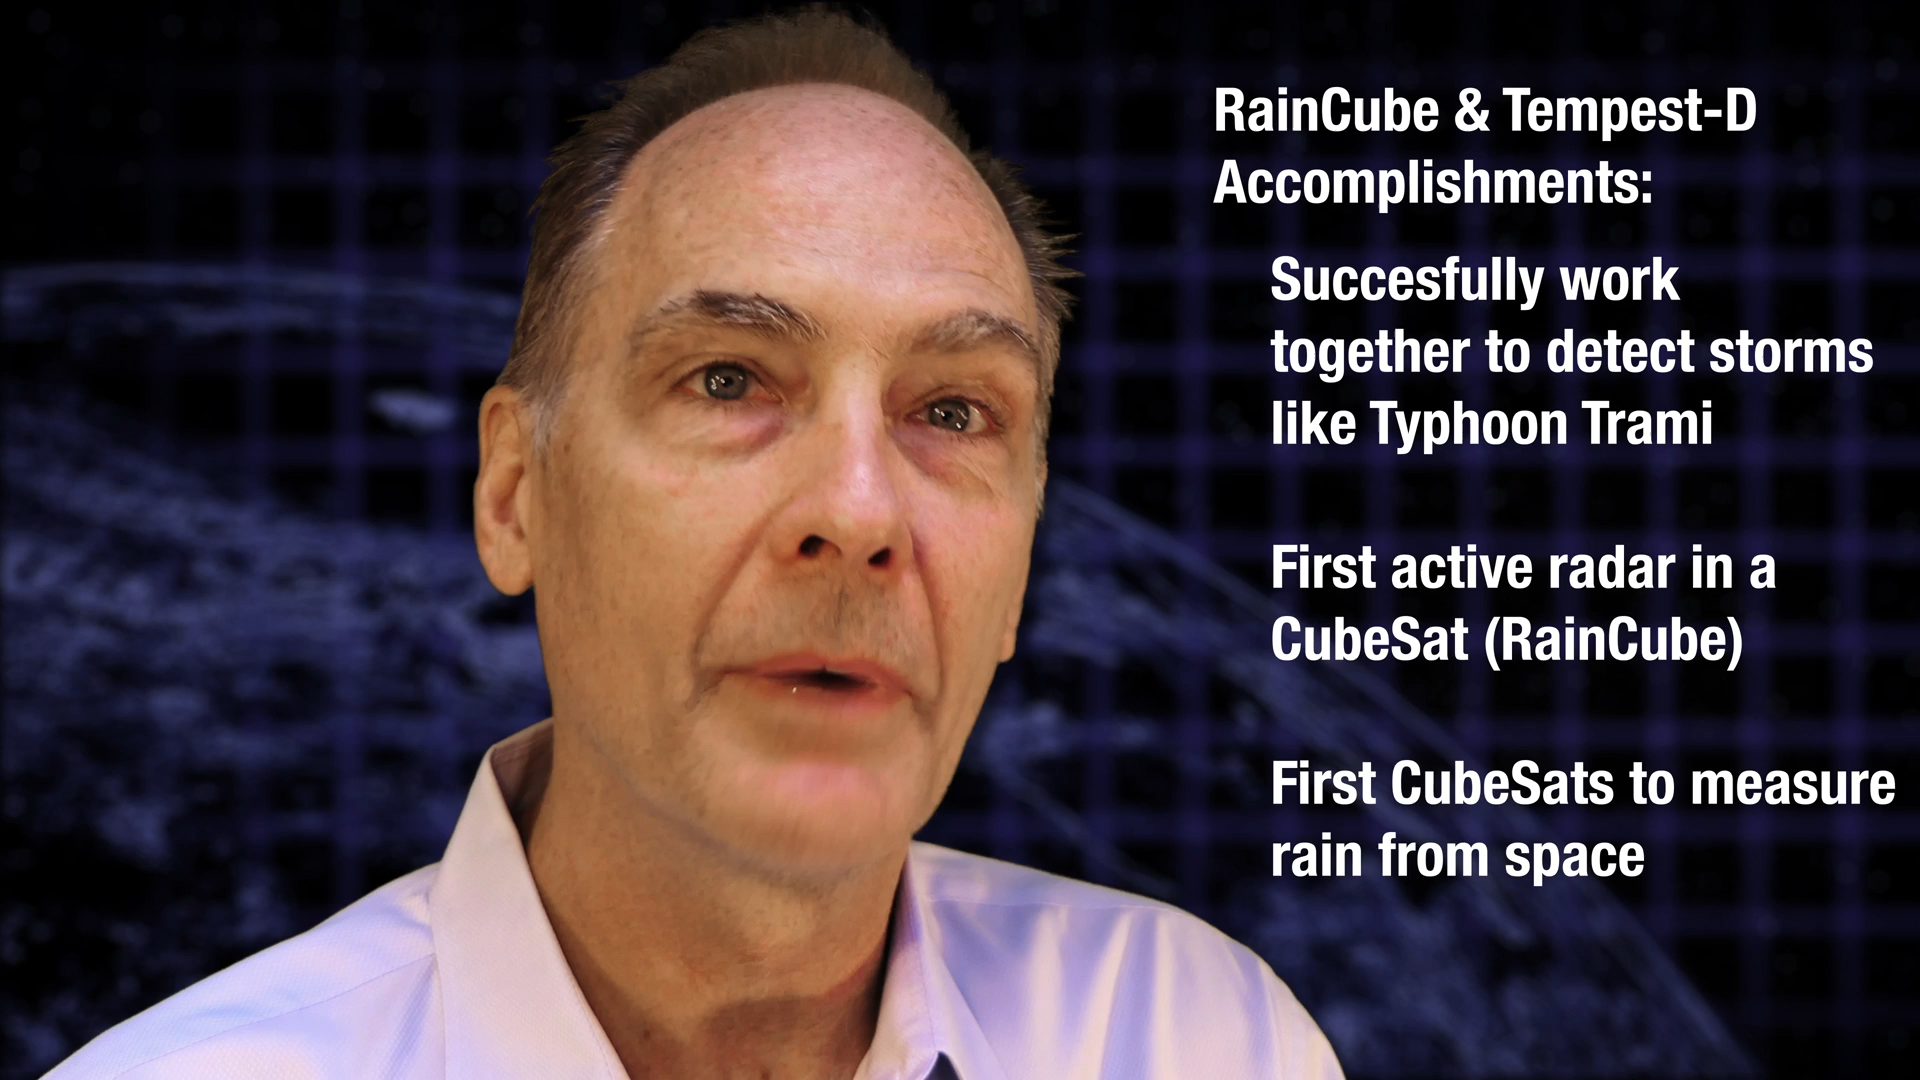 RainCube & Tempest-D
Accomplishments:
Succesfully work
together to detect storms
like Typhoon Trami
First active radar in a
CubeSat (RainCube)
First CubeSats to measure
rain from space